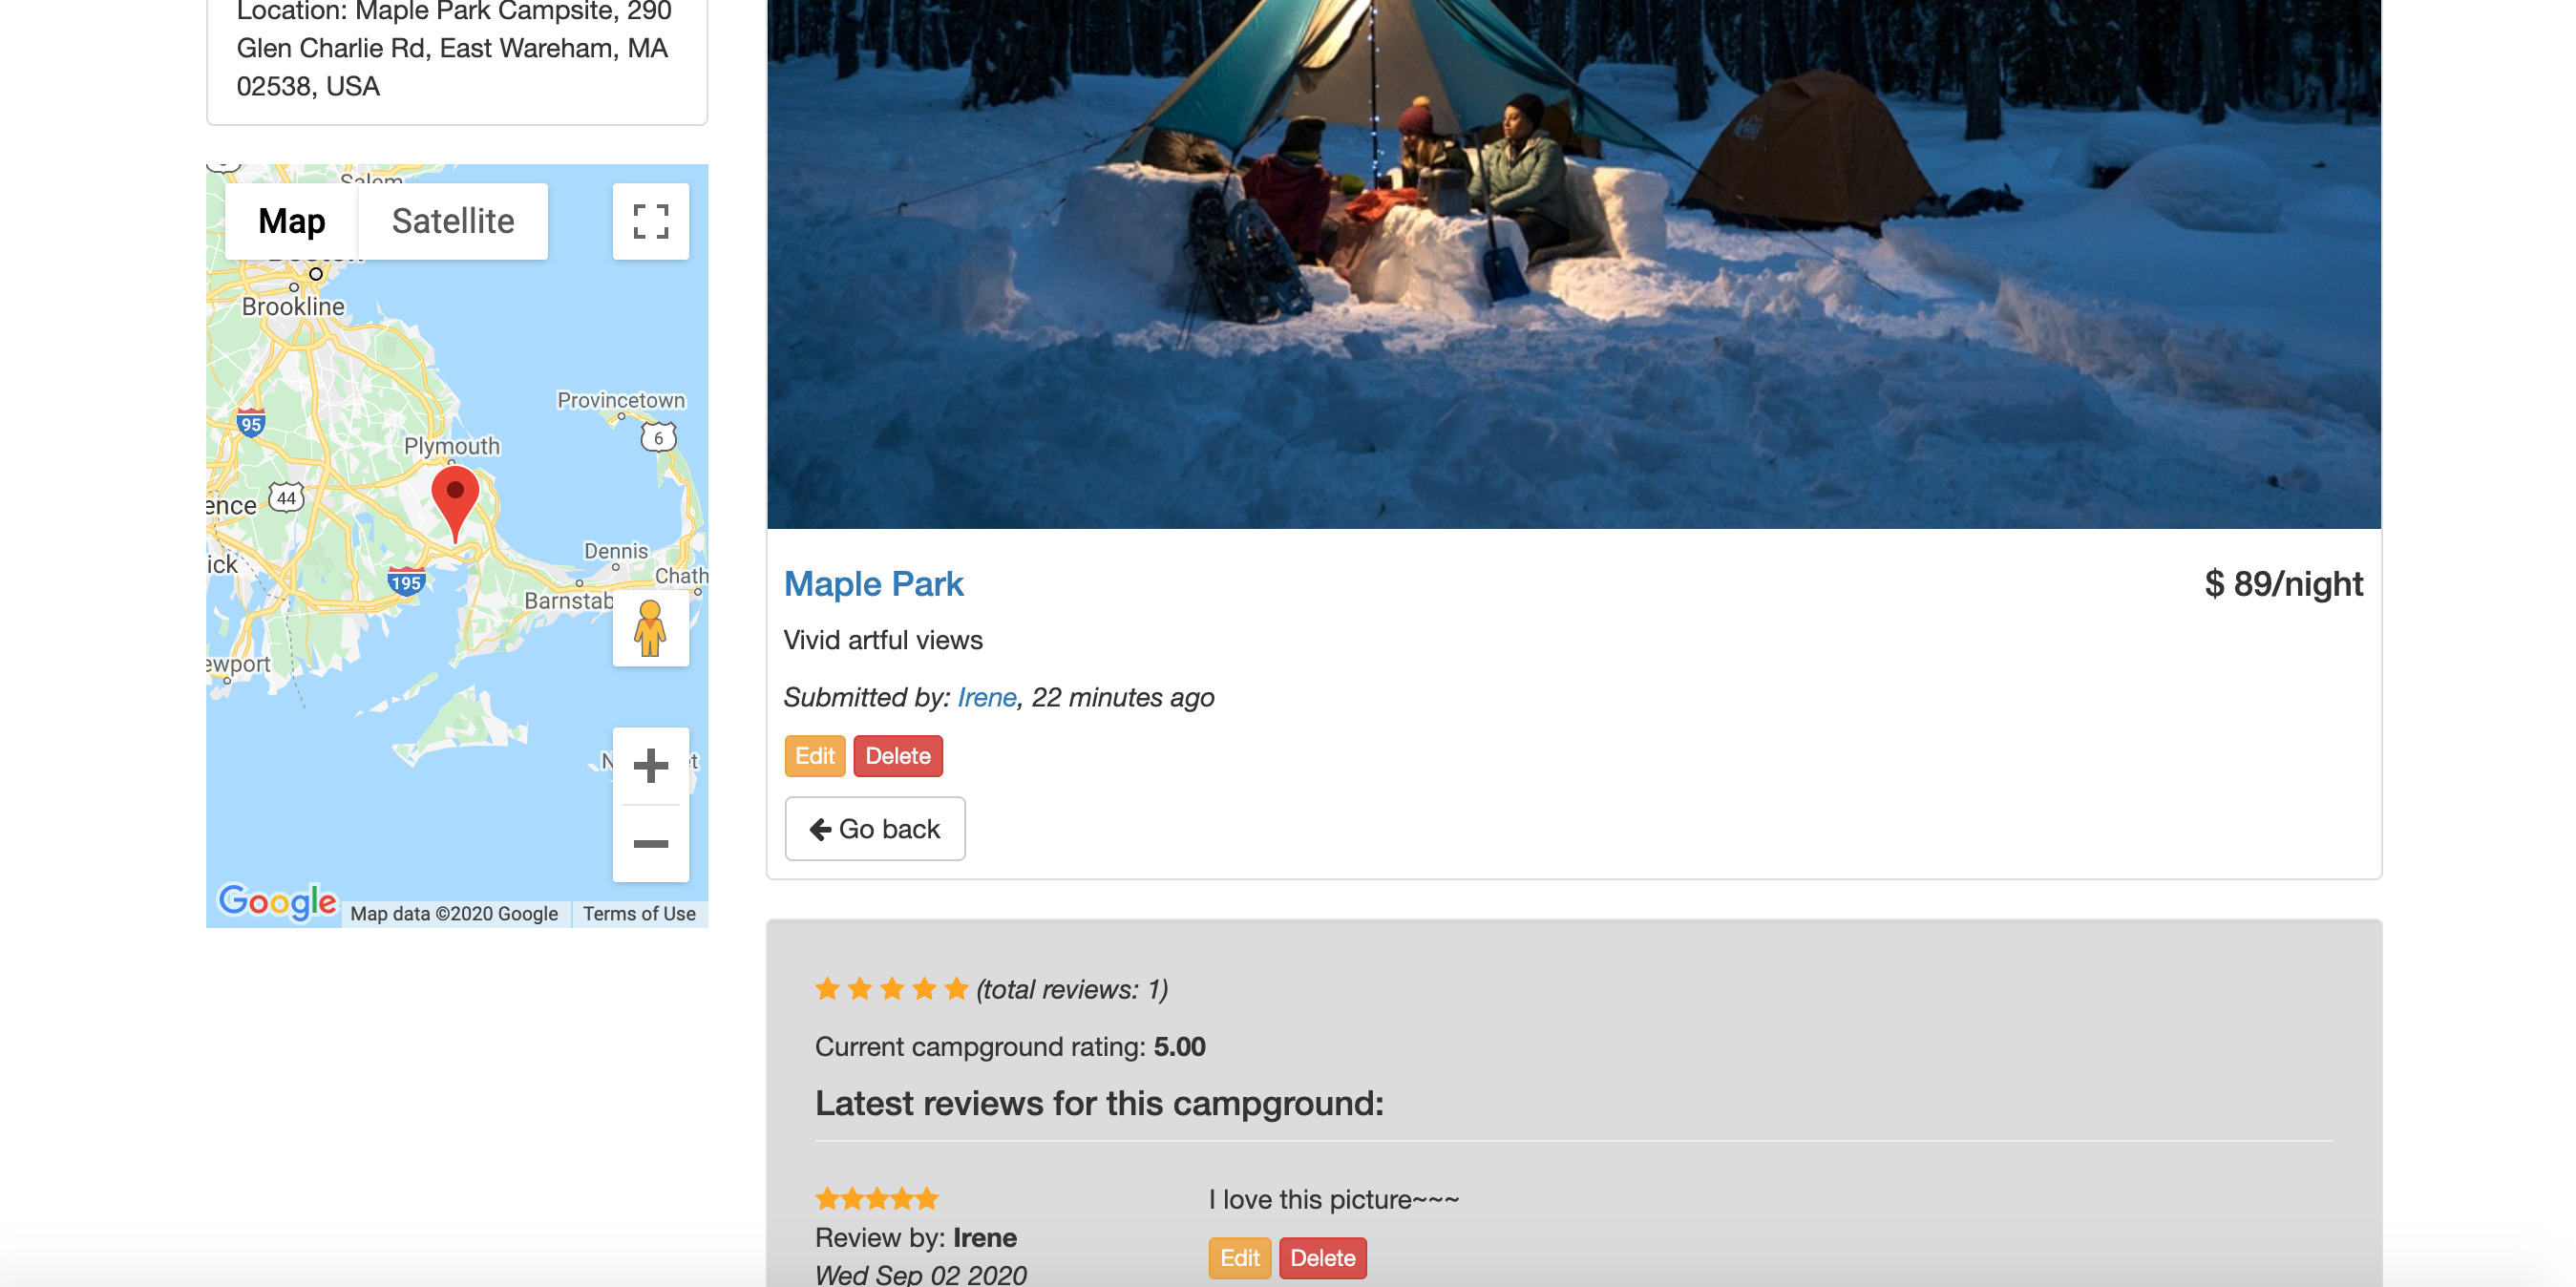 Location: Maple Park Campsite, 290
Glen Charlie Rd, East Wareham, MA
02538, USA
Salem
Map
Satellite
Boston
Brookline
95
Provincetown
6
Plymouth
44
ence
Dennis
ick
195
Chath
Barnstab
ewport
N
et
Google
Map data ©2020 Google
Terms of Use
Maple Park
$ 89/night
Vivid artful views
Submitted by: Irene, 22 minutes ago
Edit Delete
Go back
(total reviews: 1)
Current campground rating: 5.00
Latest reviews for this campground:
I love this picture~~~
Review by: Irene
Edit Delete
Wed Sep 02 2020